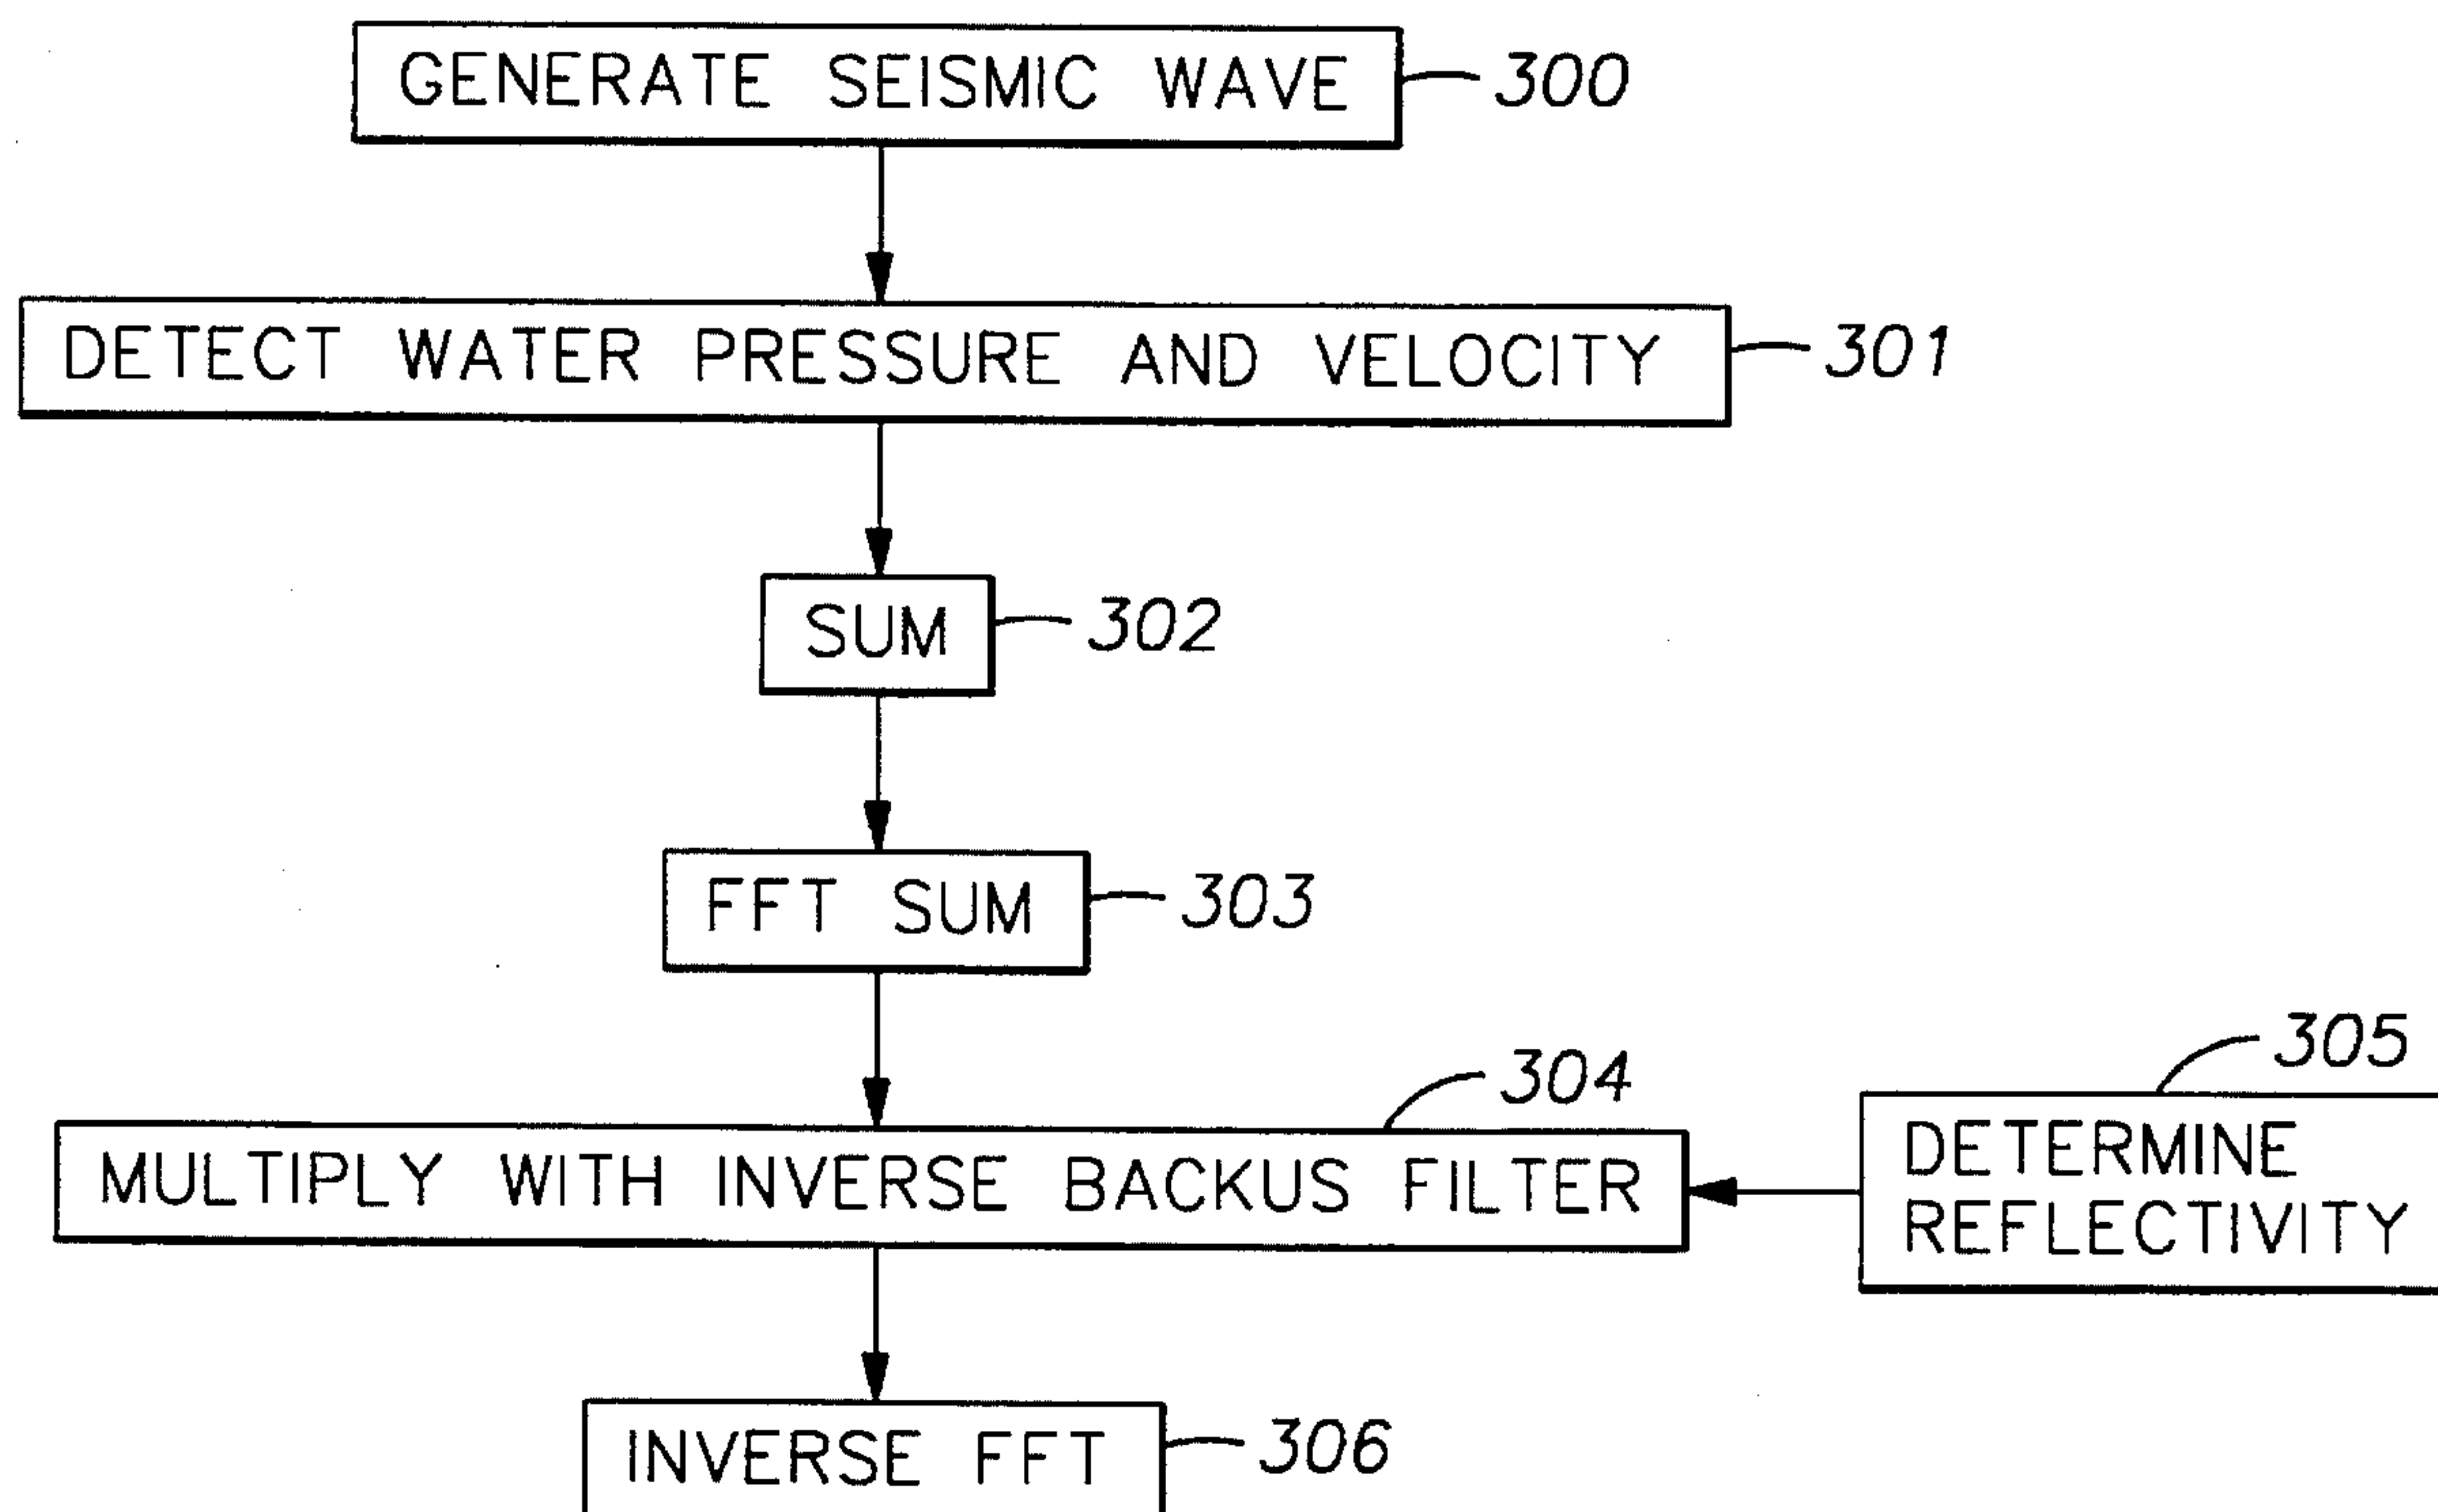 GENERATE SEISMIC WAVE 300
DETECT WATER PRESSURE AND VELOCITY 301
SUM 302
FFT SUM 303
304
305
MULTIPLY WITH INVERSE BACKUS FILTER
DETERMINE
REFLECTIVITY
INVERSE FFT 306